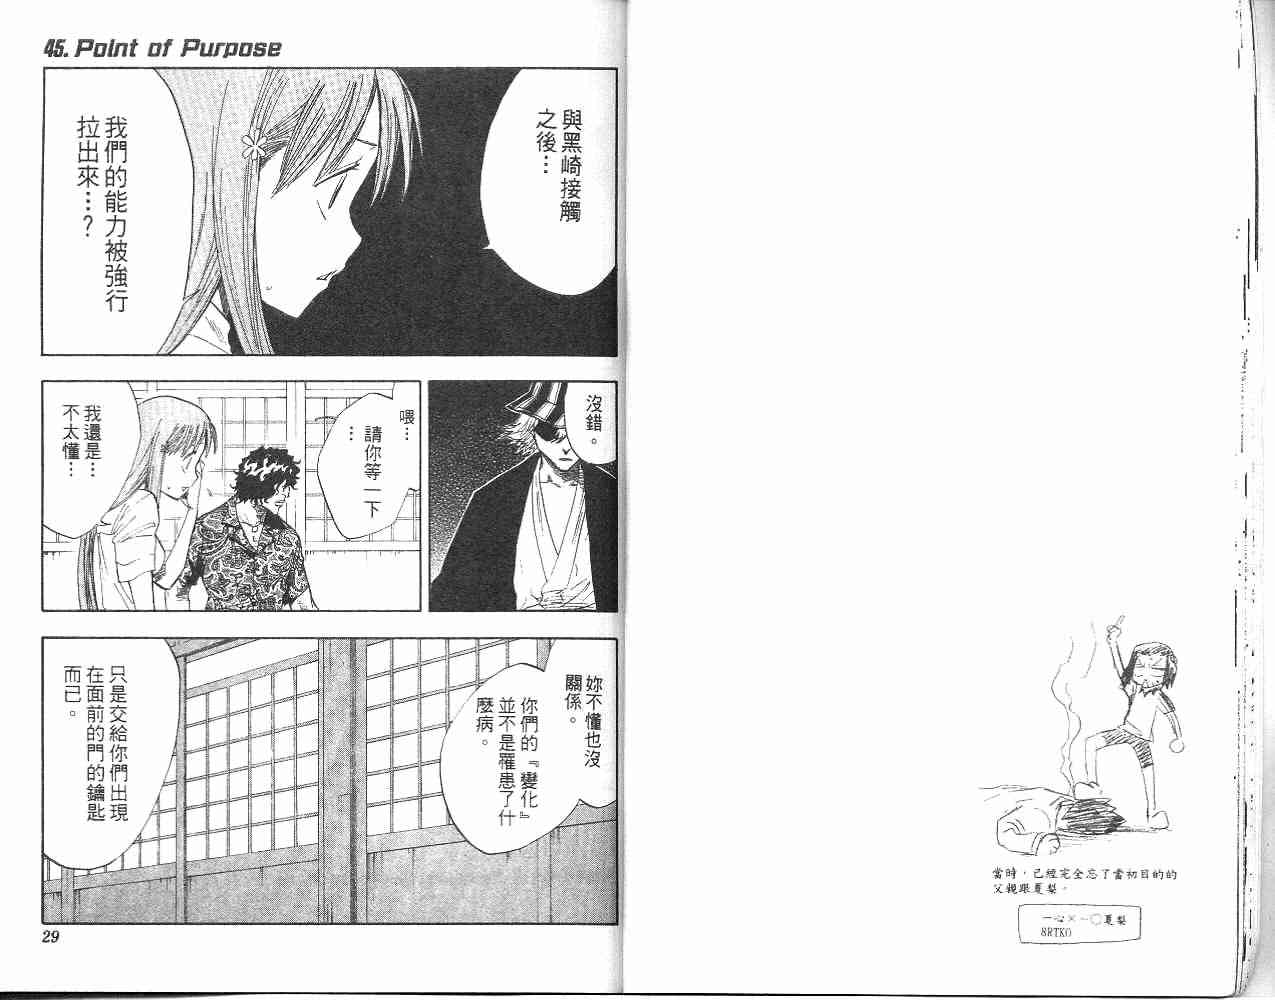 當時，已經完全忘了當初目的的
父親跟夏梨。
一心×－○夏梨
8RTKO
45. Point of Purpose
與黑崎接觸
之後…
我們的能力被強行
拉出來…？
沒錯。
喂…
請你等一下
…
我還是…
不太懂…
妳不懂也沒
關係。
你們的『變化』
並不是罹患了什
麼病。
只是交給你們出現
在面前的門的鑰匙
而已。
29